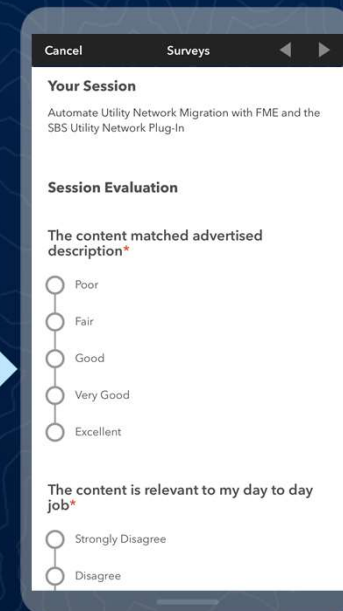 Cancel Surveys
Your Session
Automate Utility Network Migration with FME and the
SBS Utility Network Plug-In
Session Evaluation
The content matched advertised
description*
Poor
Fair
Good
Very Good
Excellent
The content is relevant to my day to day
job*
Strongly Disagree
Disagree